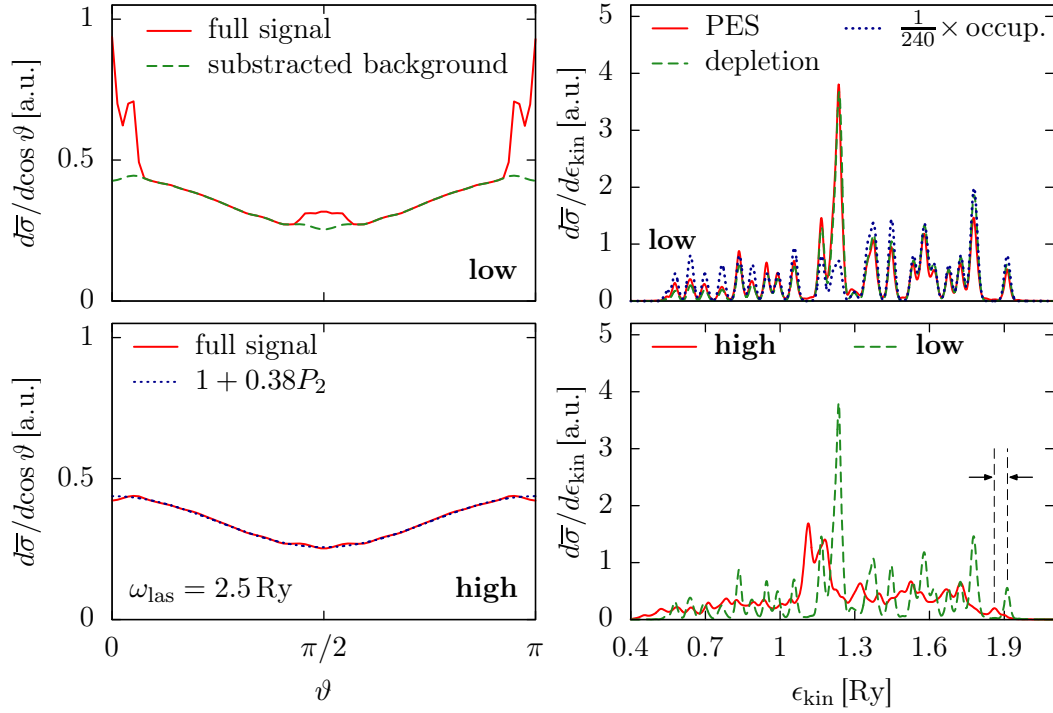 1
0.5
0
dσ̅/dcos ϑ [a.u.]
full signal
substracted background
low
5
4
3
2
1
0
dσ̅/dϵkin [a.u.]
PES
depletion
1/240 × occup.
low
1
0.5
0
dσ̅/dcos ϑ [a.u.]
full signal
1 + 0.38P2
ωlas = 2.5 Ry
high
0 π/2 π
ϑ
5
4
3
2
1
0
dσ̅/dϵkin [a.u.]
high low
0.4 0.7 1 1.3 1.6 1.9
ϵkin [Ry]